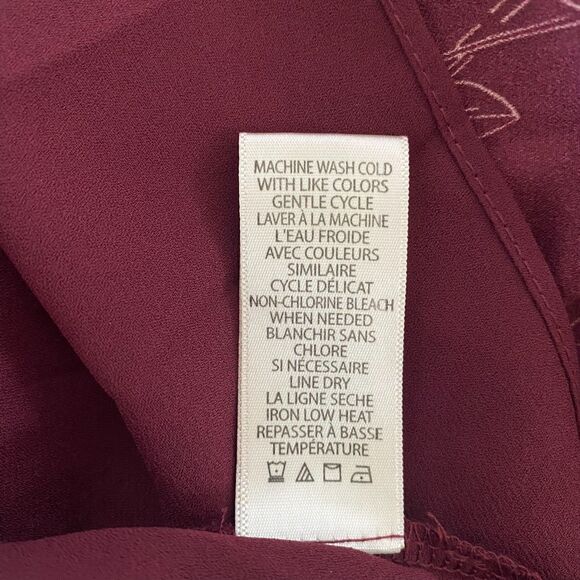 MACHINE WASH COLD
WITH LIKE COLORS
GENTLE CYCLE
LAVER À LA MACHINE
L'EAU FROIDE
AVEC COULEURS
SIMILAIRE
CYCLE DÉLICAT
NON-CHLORINE BLEACH
WHEN NEEDED
BLANCHIR SANS
CHLORE
SI NÉCESSAIRE
LINE DRY
LA LIGNE SECHE
IRON LOW HEAT
REPASSER À BASSE
TEMPÉRATURE